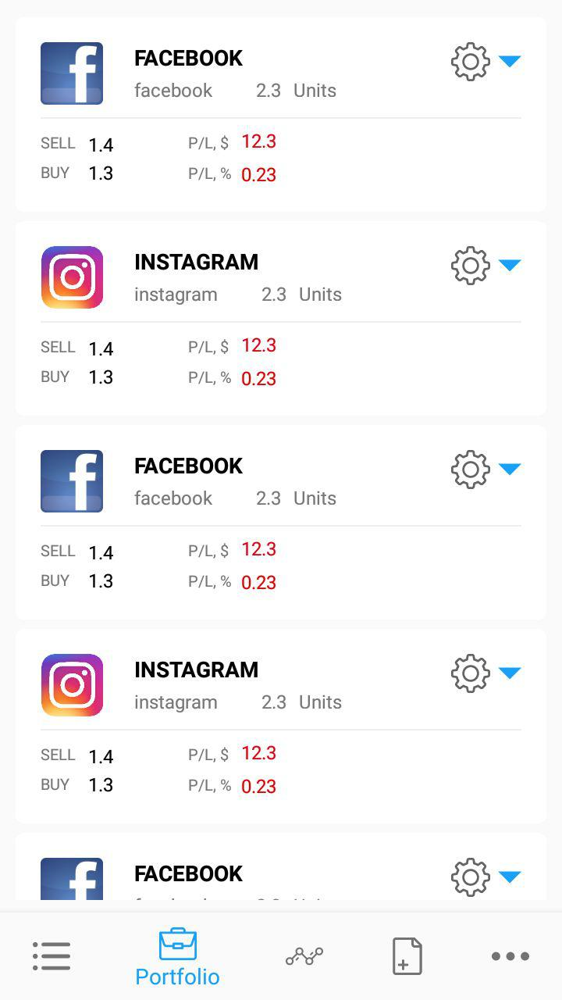 FACEBOOK
facebook 2.3 Units
SELL 1.4 P/L, $ 12.3
BUY 1.3 P/L, % 0.23
INSTAGRAM
instagram 2.3 Units
SELL 1.4 P/L, $ 12.3
BUY 1.3 P/L, % 0.23
FACEBOOK
facebook 2.3 Units
SELL 1.4 P/L, $ 12.3
BUY 1.3 P/L, % 0.23
INSTAGRAM
instagram 2.3 Units
SELL 1.4 P/L, $ 12.3
BUY 1.3 P/L, % 0.23
FACEBOOK
Portfolio